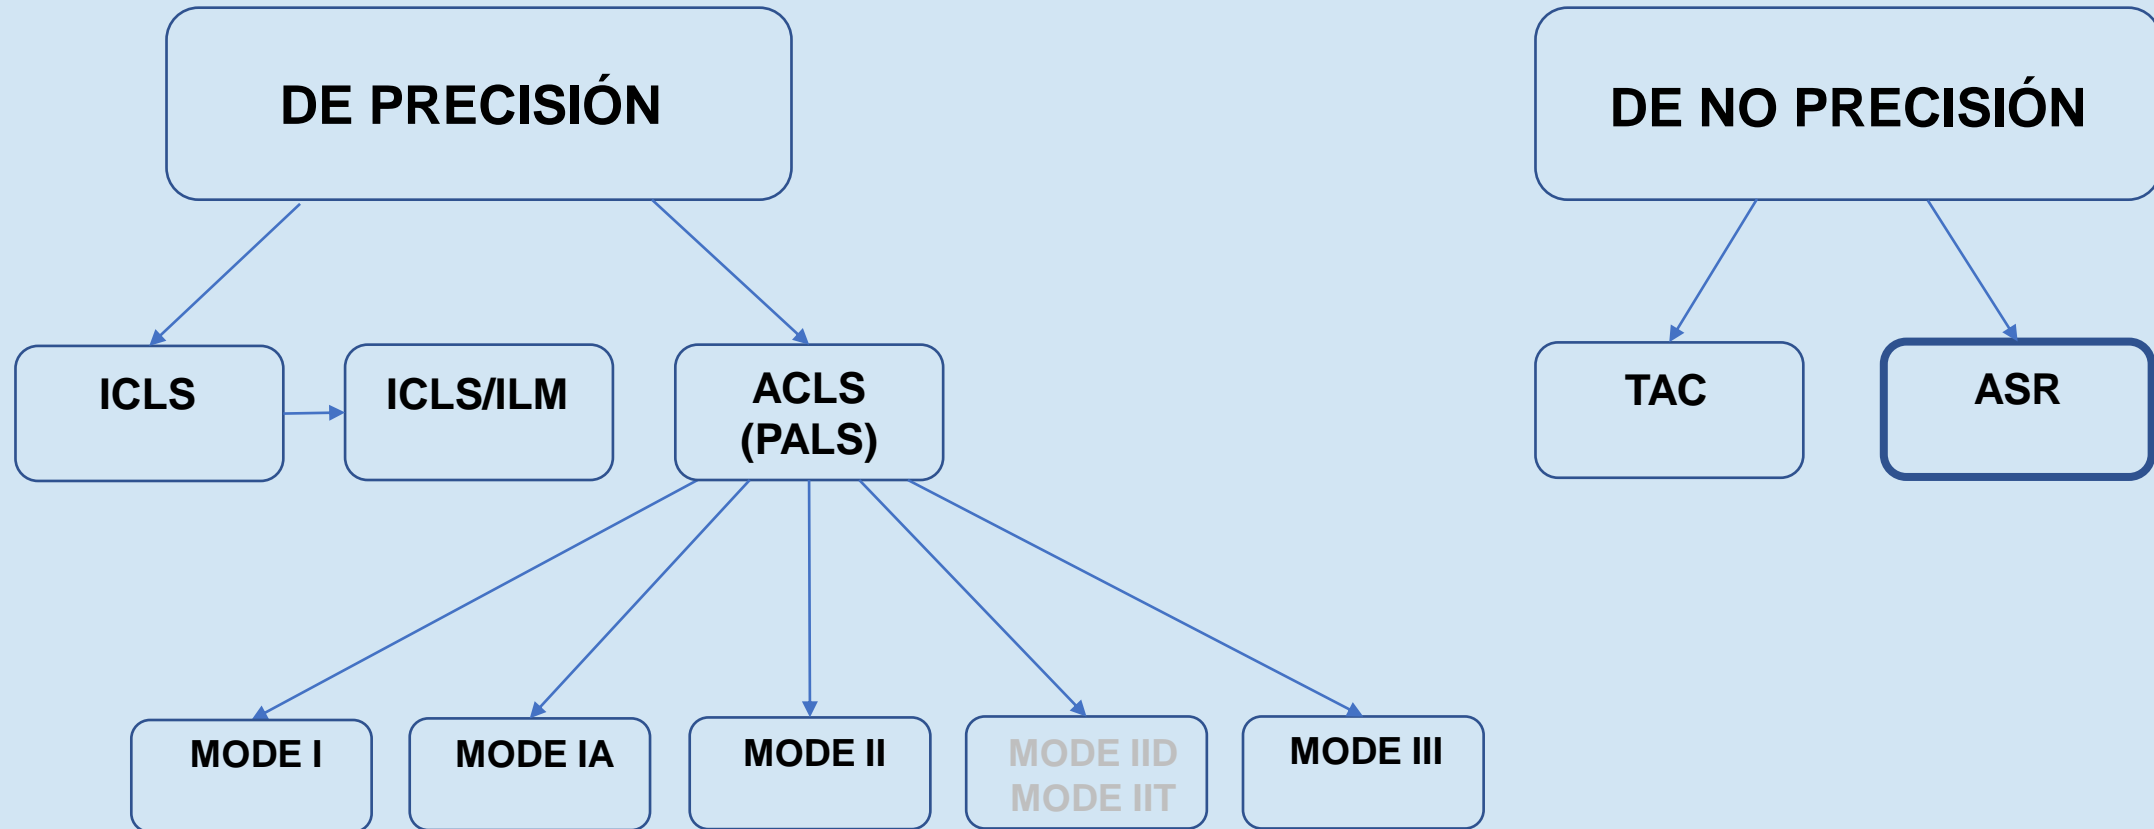 DE PRECISIÓN
DE NO PRECISIÓN
ICLS
ICLS/ILM
ACLS
(PALS)
TAC
ASR
MODE I
MODE IA
MODE II
MODE IID
MODE IIT
MODE III